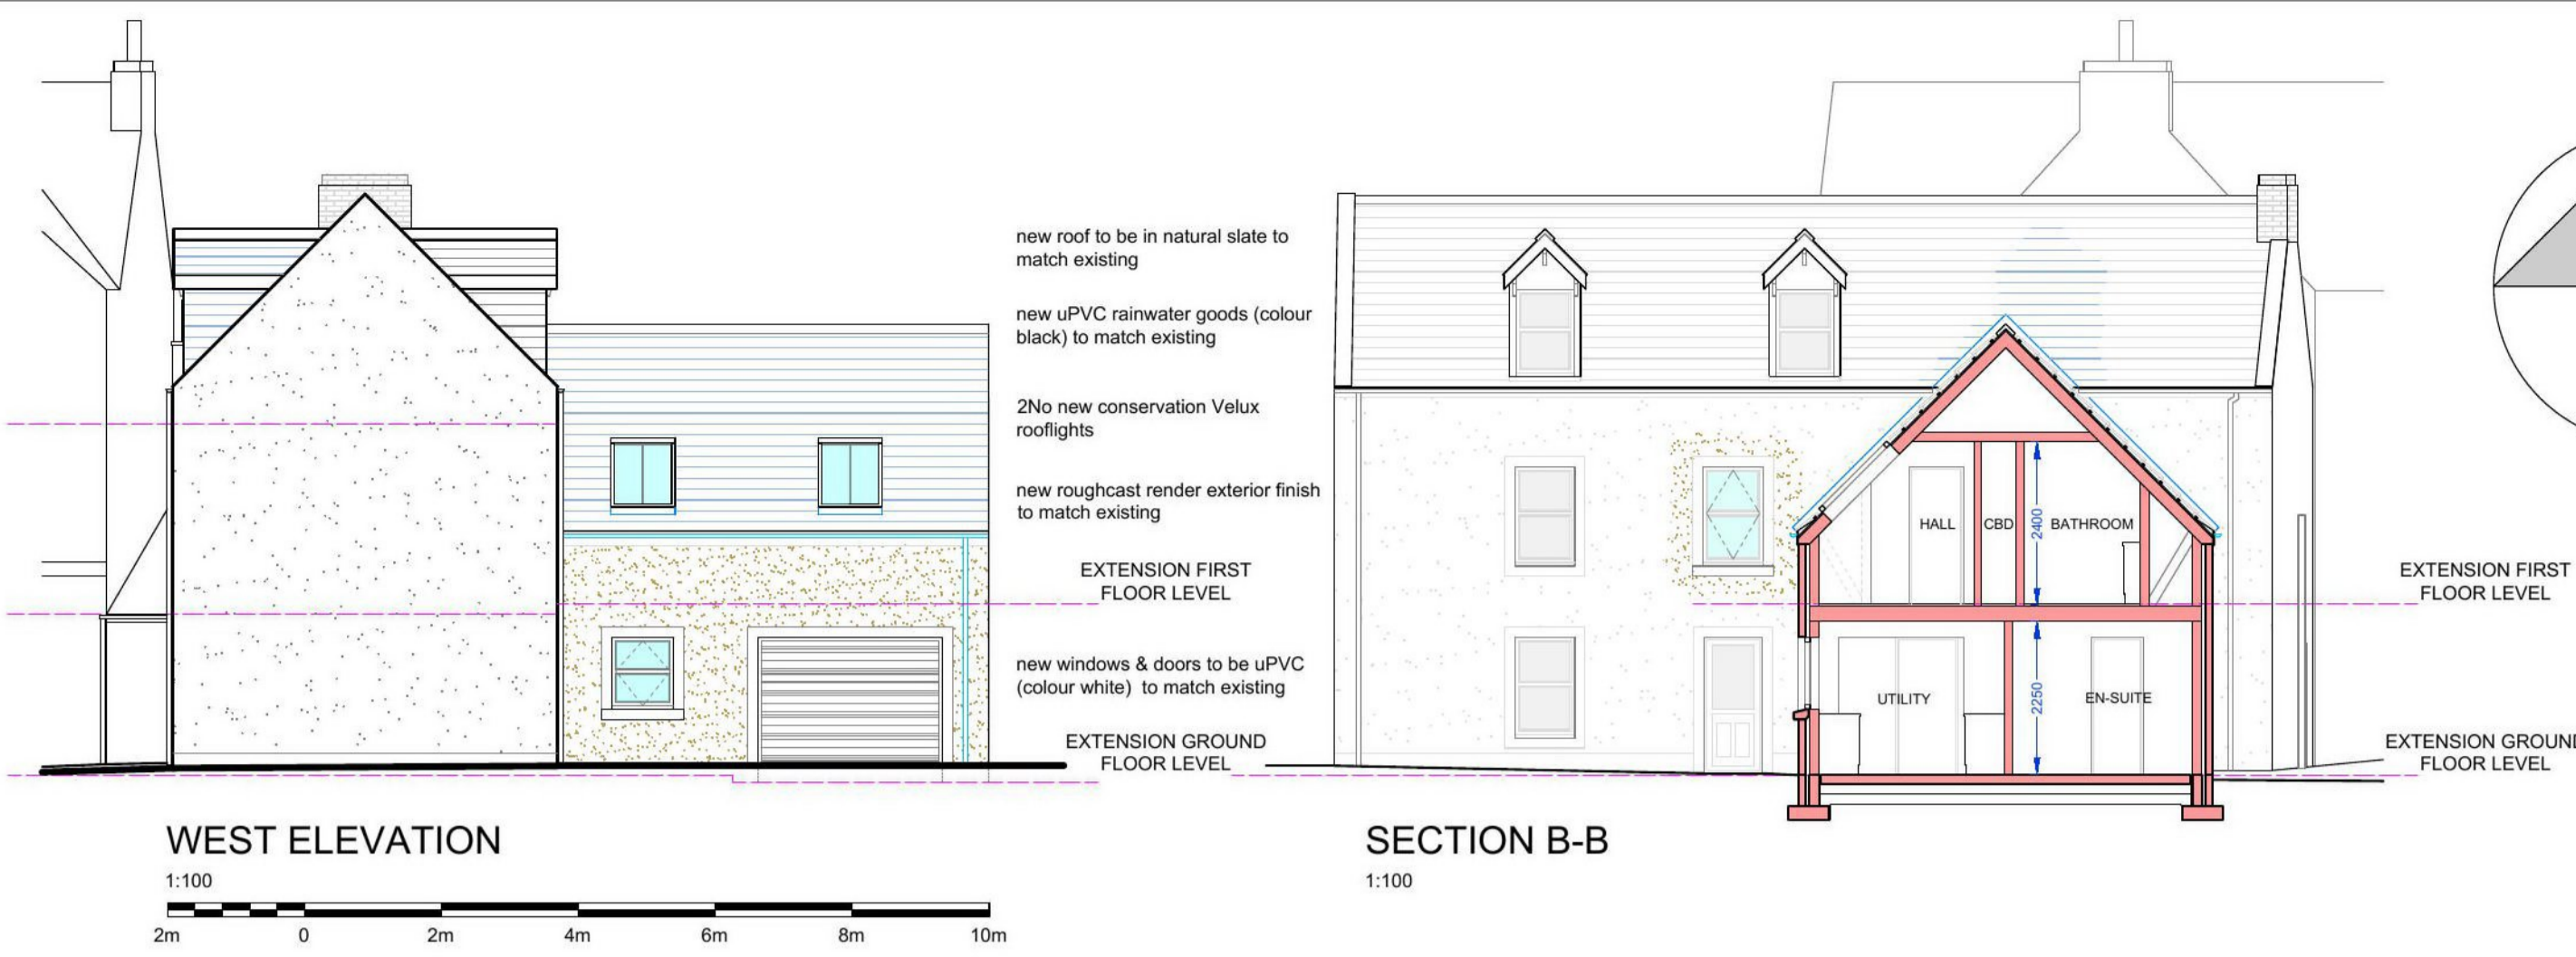 new roof to be in natural slate to
match existing
new uPVC rainwater goods (colour
black) to match existing
2No new conservation Velux
rooflights
new roughcast render exterior finish
to match existing
EXTENSION FIRST
FLOOR LEVEL
new windows & doors to be uPVC
(colour white)  to match existing
EXTENSION GROUND
FLOOR LEVEL
WEST ELEVATION
1:100
2m 0 2m 4m 6m 8m 10m
HALL CBD 2400 BATHROOM
UTILITY 2250 EN-SUITE
EXTENSION FIRST
FLOOR LEVEL
EXTENSION GROUND
FLOOR LEVEL
SECTION B-B
1:100